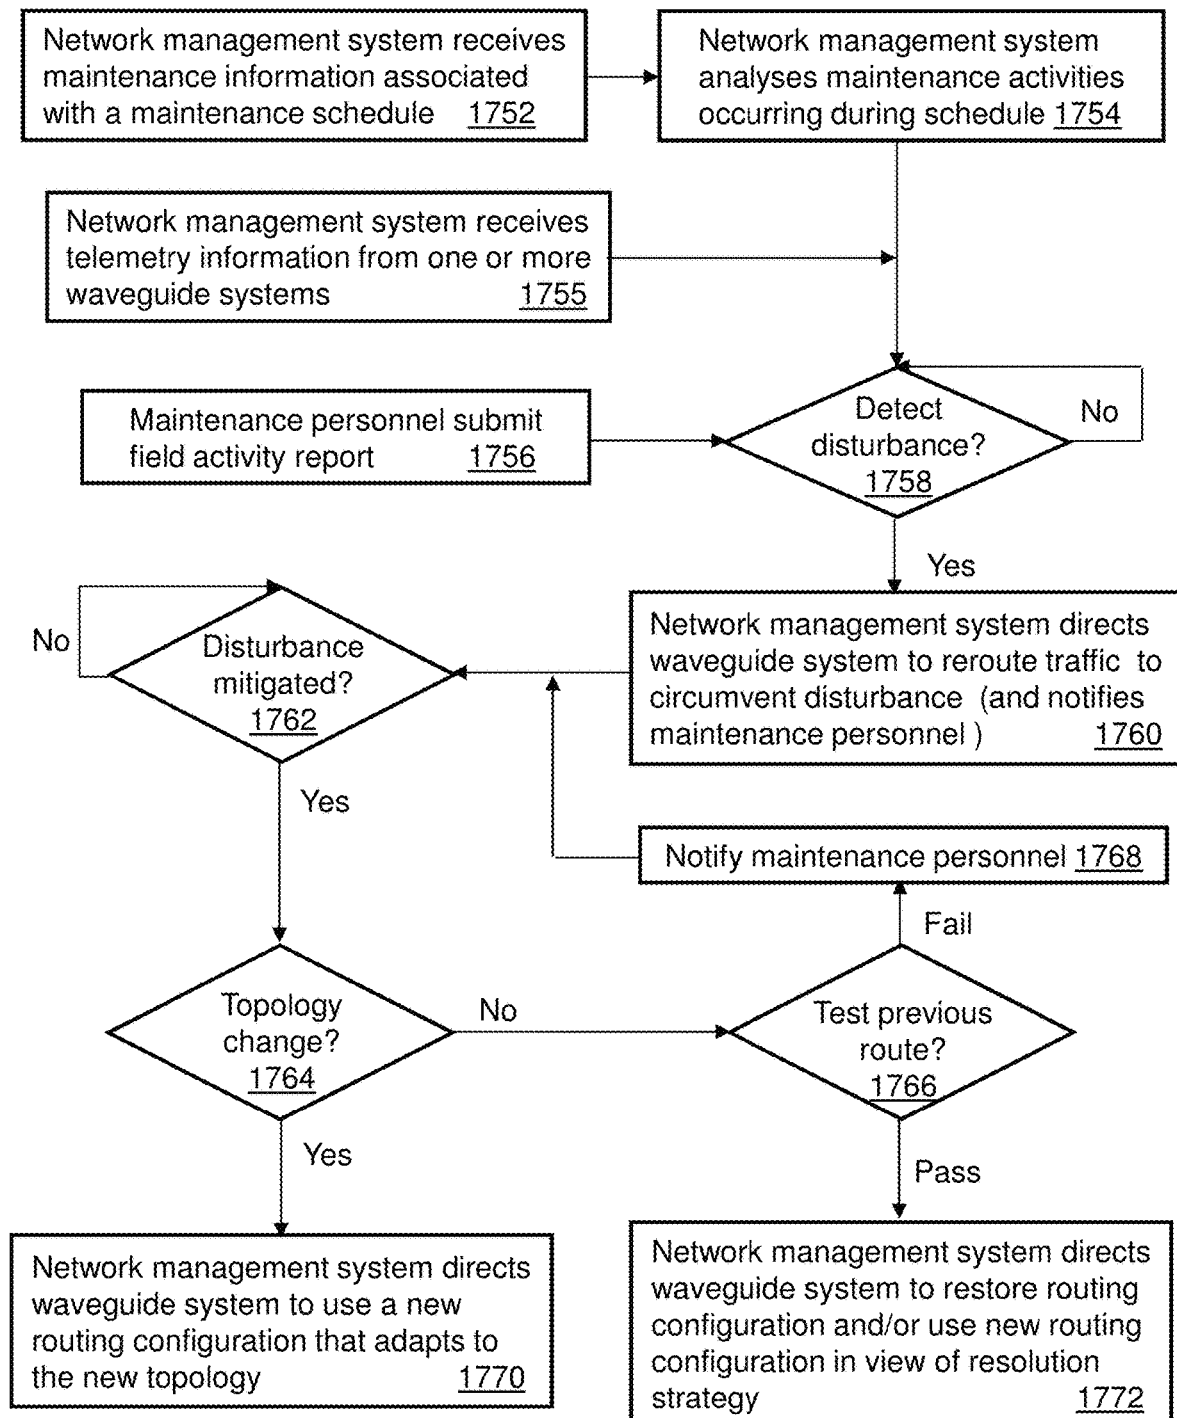 Network management system receives
maintenance information associated
with a maintenance schedule 1752
Network management system
analyses maintenance activities
occurring during schedule 1754
Network management system receives
telemetry information from one or more
waveguide systems 1755
Maintenance personnel submit
field activity report 1756
Detect
disturbance?
1758
No
Yes
Network management system directs
waveguide system to reroute traffic to
circumvent disturbance (and notifies
maintenance personnel ) 1760
No
Disturbance
mitigated?
1762
Yes
Notify maintenance personnel 1768
Fail
Topology
change?
1764
No
Test previous
route?
1766
Yes
Pass
Network management system directs
waveguide system to use a new
routing configuration that adapts to
the new topology 1770
Network management system directs
waveguide system to restore routing
configuration and/or use new routing
configuration in view of resolution
strategy 1772